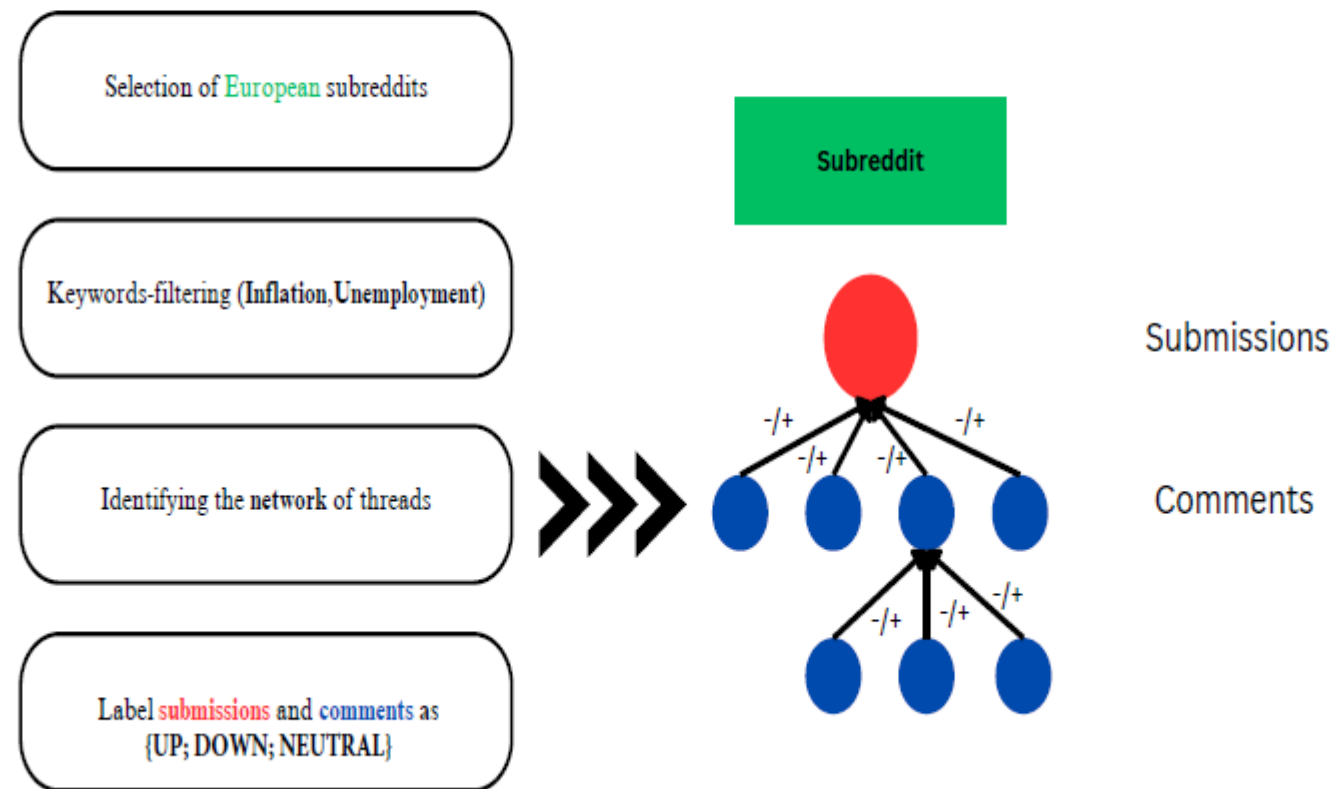 Selection of European subreddits
Keywords-filtering (Inflation,Unemployment)
Identifying the network of threads
Label submissions and comments as
{UP; DOWN; NEUTRAL}
Subreddit
Submissions
-/+
-/+
-/+
-/+
Comments
-/+
-/+
-/+